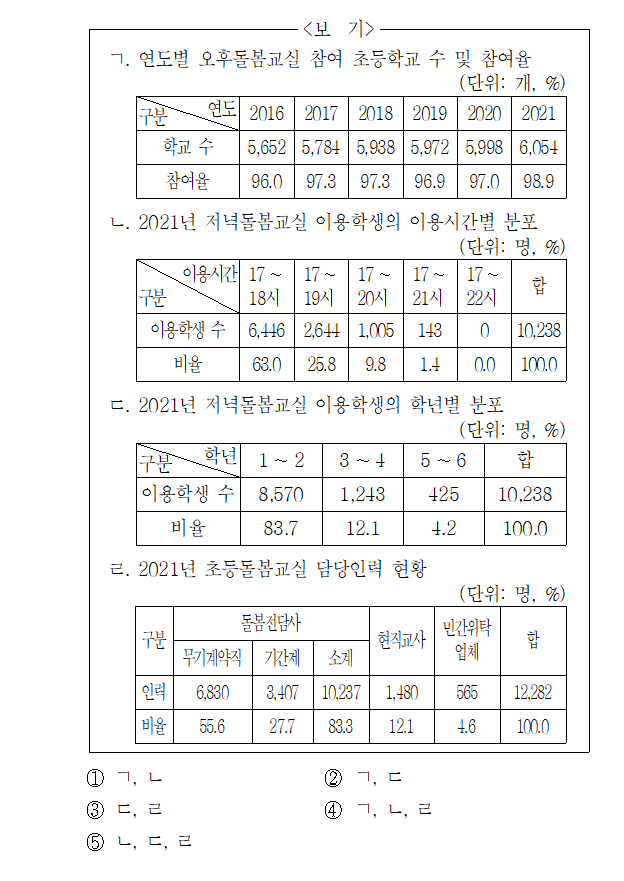 <보 기>
ㄱ. 연도별 오후돌봄교실 참여 초등학교 수 및 참여율
(단위: 개, %)
구분 연도 2016 2017 2018 2019 2020 2021
학교 수 5,652 5,784 5,938 5,972 5,998 6,054
참여율 96.0 97.3 97.3 96.9 97.0 98.9
ㄴ. 2021년 저녁돌봄교실 이용학생의 이용시간별 분포
(단위: 명, %)
이용시간 17 ~ 17 ~ 17 ~ 17 ~ 17 ~ 합
구분 18시 19시 20시 21시 22시
이용학생 수 6,446 2,644 1,005 143 0 10,238
비율 63.0 25.8 9.8 1.4 0.0 100.0
ㄷ. 2021년 저녁돌봄교실 이용학생의 학년별 분포
(단위: 명, %)
구분 학년 1 ~ 2 3 ~ 4 5 ~ 6 합
이용학생 수 8,570 1,243 425 10,238
비율 83.7 12.1 4.2 100.0
ㄹ. 2021년 초등돌봄교실 담당인력 현황
(단위: 명, %)
구분 돌봄전담사 현직교사 민간위탁 업체 합
무기계약직 기간제 소계
인력 6,830 3,407 10,237 1,480 565 12,282
비율 55.6 27.7 83.3 12.1 4.6 100.0
① ㄱ, ㄴ ② ㄱ, ㄷ
③ ㄷ, ㄹ ④ ㄱ, ㄴ, ㄹ
⑤ ㄴ, ㄷ, ㄹ